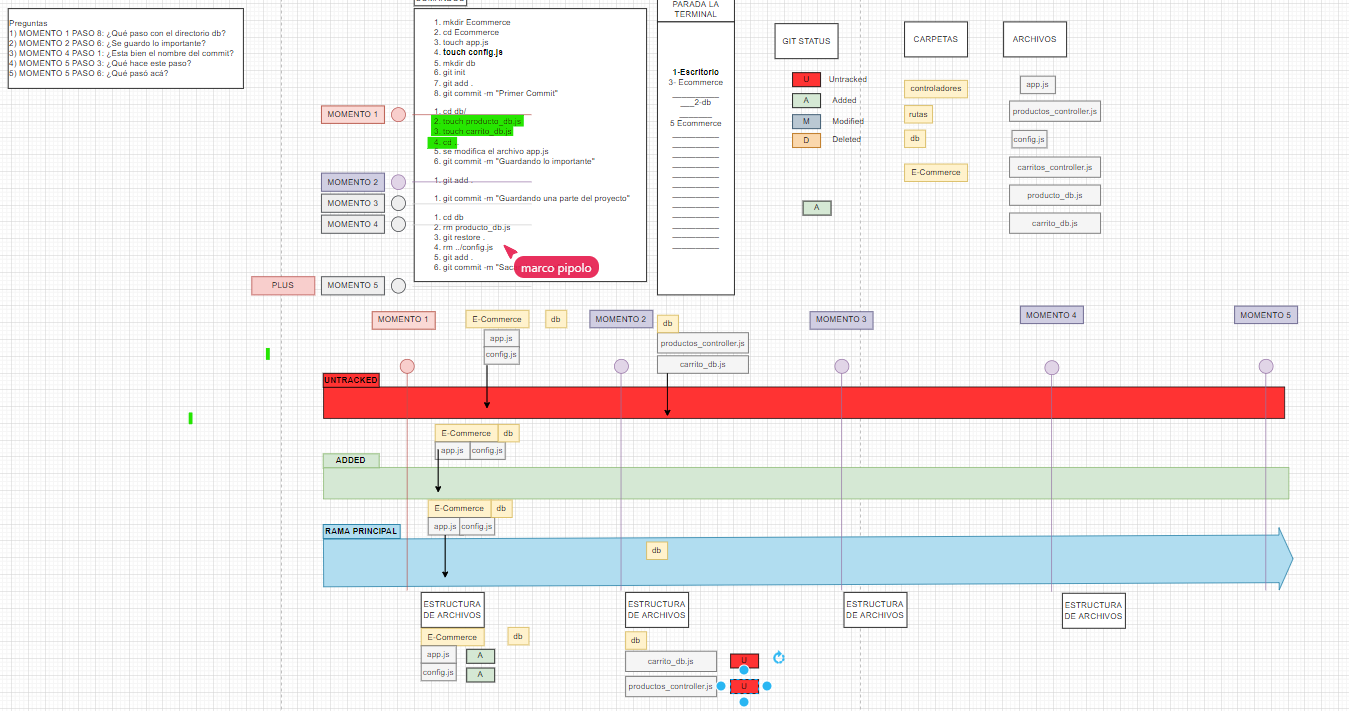 Preguntas
1) MOMENTO 1 PASO 8: ¿Qué paso con el directorio db?
2) MOMENTO 2 PASO 6: ¿Se guardo lo importante?
3) MOMENTO 4 PASO 1: ¿Esta bien el nombre del commit?
4) MOMENTO 5 PASO 3: ¿Qué hace este paso?
5) MOMENTO 5 PASO 6: ¿Qué pasó acá?
1. mkdir Ecommerce
2. cd Ecommerce
3. touch app.js
4. touch config.js
5. mkdir db
6. git init
7. git add .
8. git commit -m "Primer Commit"
MOMENTO 1
1. cd db/
2. touch producto_db.js
3. touch carrito_db.js
4. cd ..
5. se modifica el archivo app.js
6. git commit -m "Guardando lo importante"
MOMENTO 2
1. git add .
MOMENTO 3
1. git commit -m "Guardando una parte del proyecto"
MOMENTO 4
1. cd db
2. rm producto_db.js
3. git restore .
4. rm ../config.js
5. git add .
6. git commit -m "Sac
marco pipolo
PLUS
MOMENTO 5
PARADA LA
TERMINAL
1-Escritorio
3- Ecommerce
___2-db
5 Ecommerce
GIT STATUS
U Untracked
A Added
M Modified
D Deleted
A
CARPETAS
controladores
rutas
db
E-Commerce
ARCHIVOS
app.js
productos_controller.js
config.js
carritos_controller.js
producto_db.js
carrito_db.js
MOMENTO 1
E-Commerce
db
app.js
config.js
MOMENTO 2
db
productos_controller.js
carrito_db.js
MOMENTO 3
MOMENTO 4
MOMENTO 5
UNTRACKED
E-Commerce db
app.js config.js
ADDED
E-Commerce db
app.js config.js
RAMA PRINCIPAL
db
ESTRUCTURA
DE ARCHIVOS
E-Commerce
db
app.js A
config.js A
ESTRUCTURA
DE ARCHIVOS
db
carrito_db.js U
productos_controller.js U
ESTRUCTURA
DE ARCHIVOS
ESTRUCTURA
DE ARCHIVOS